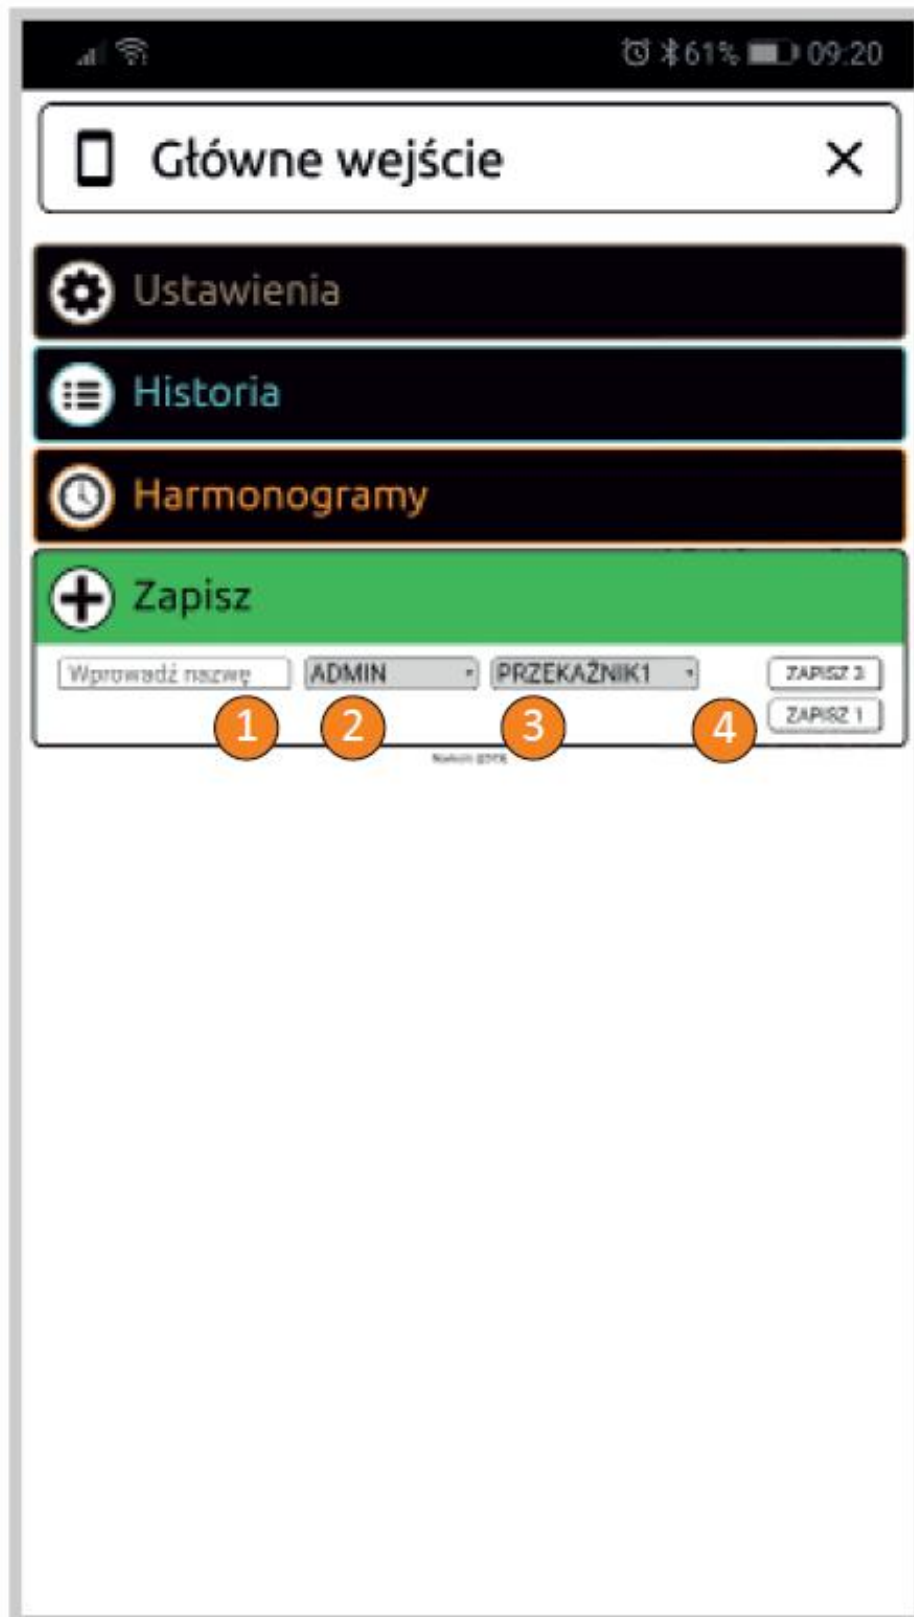 61% 09:20
Główne wejście
Ustawienia
Historia
Harmonogramy
Zapisz
Wprowadź nazwę ADMIN PRZEKAŹNIK1 ZAPISZ 3
ZAPISZ 1
1 2 3 4